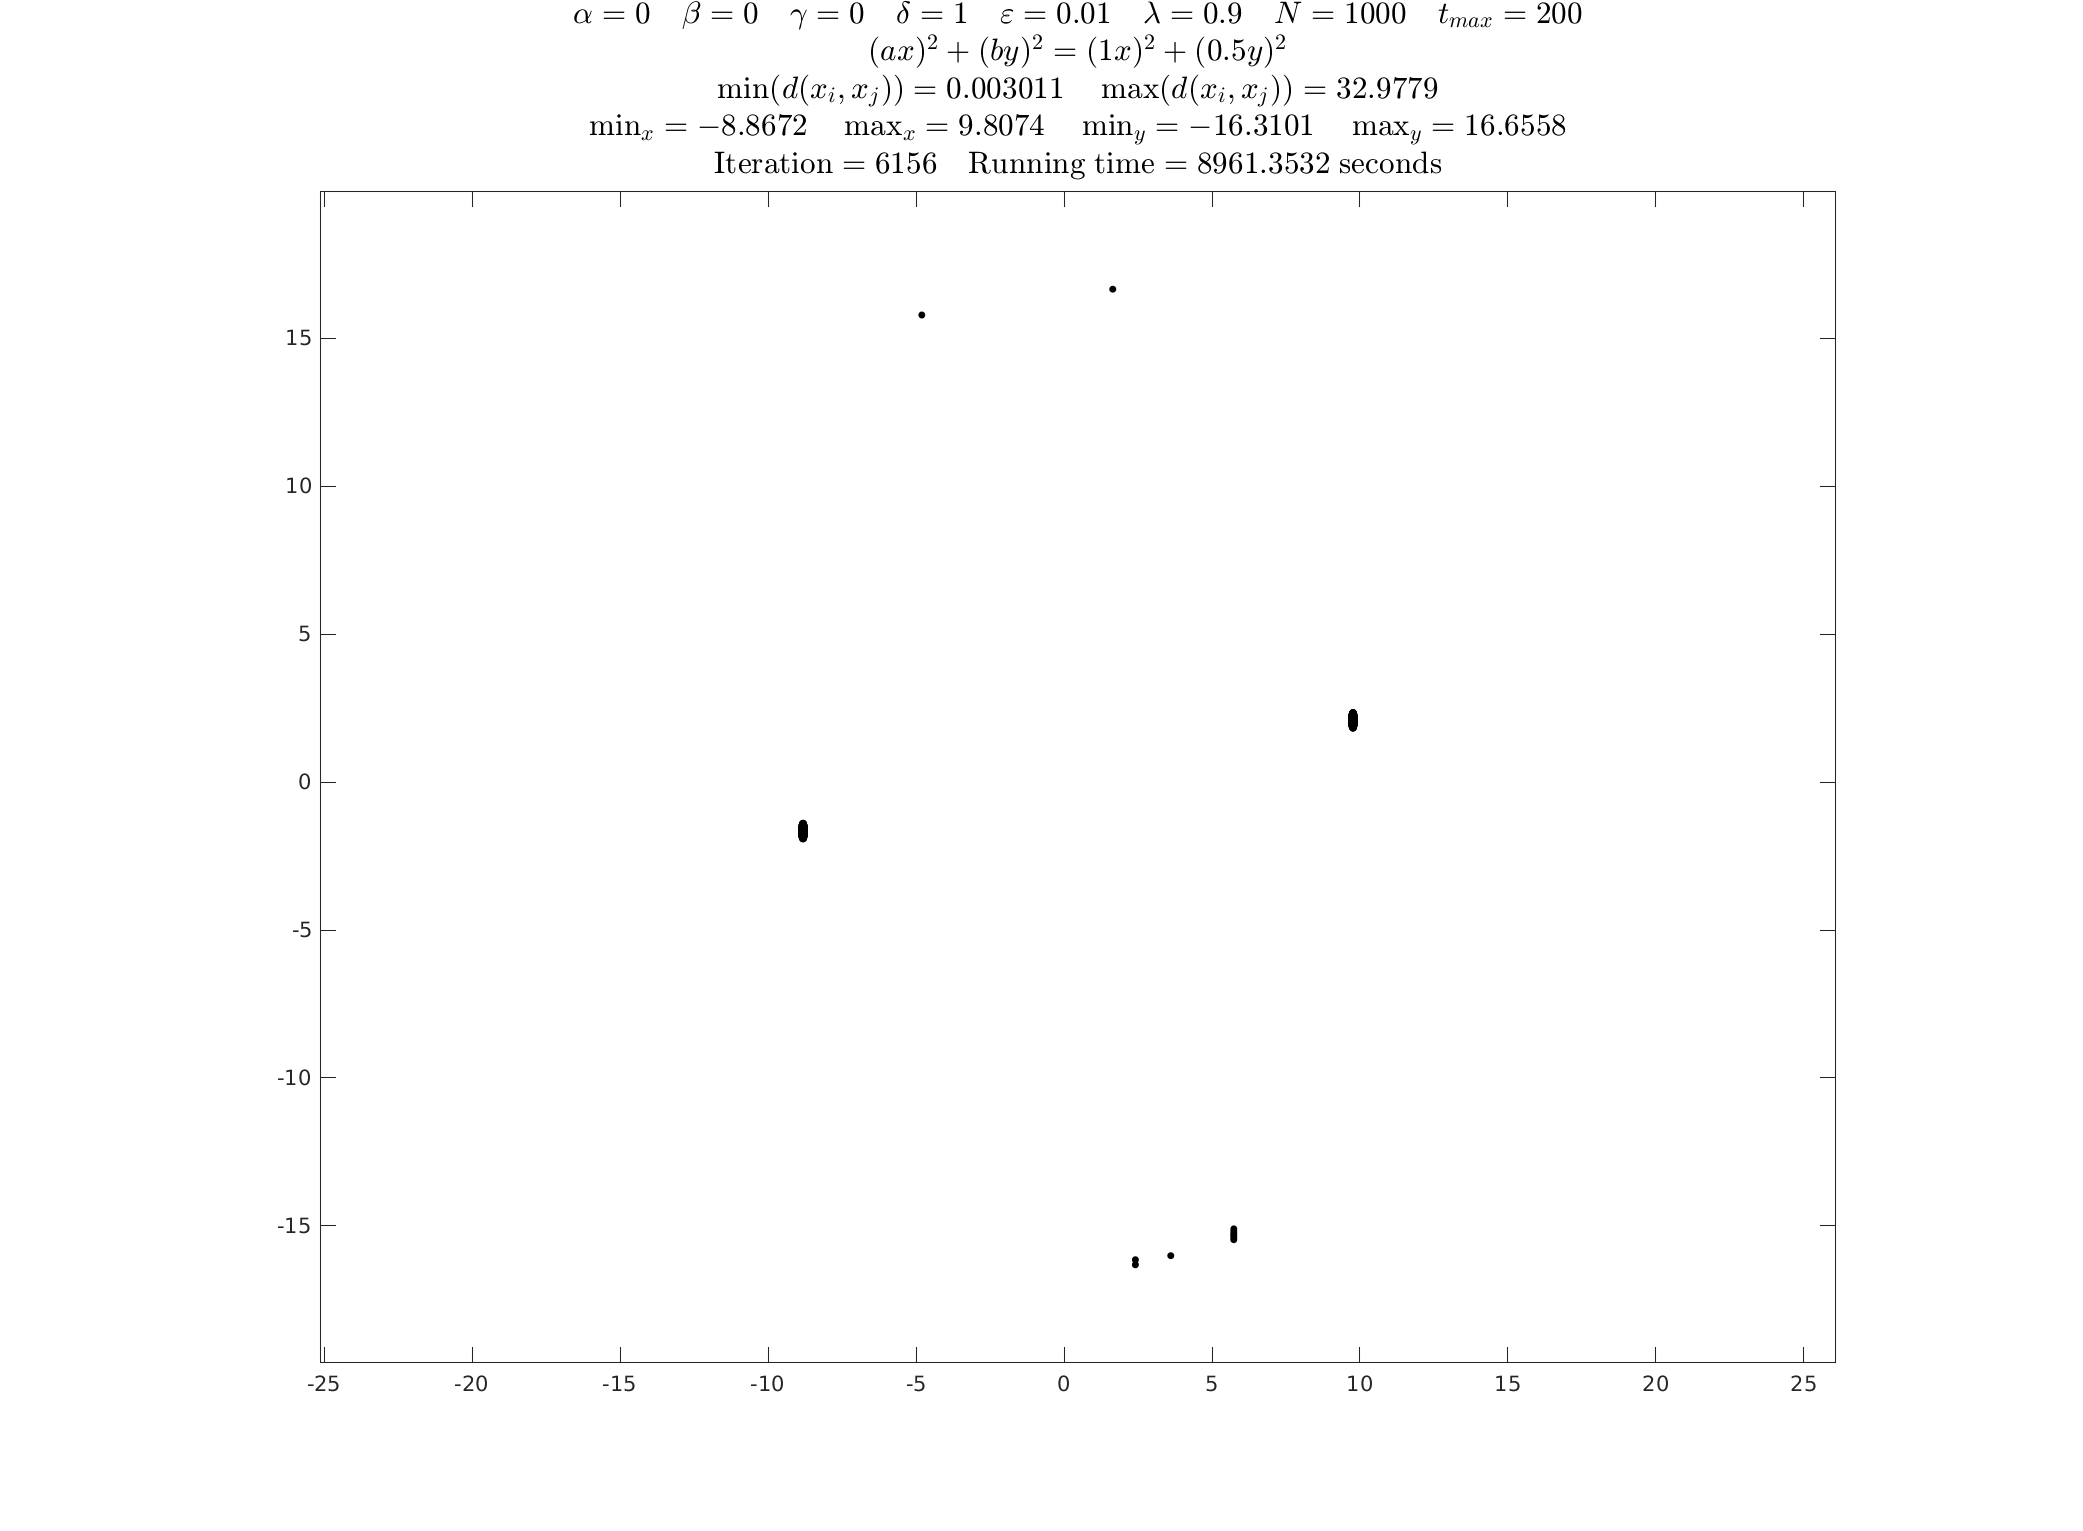 α = 0 β = 0 γ = 0 δ = 1 ε = 0.01 λ = 0.9 N = 1000 t_max = 200
(ax)² + (by)² = (1x)² + (0.5y)²
min(d(x_i, x_j)) = 0.003011 max(d(x_i, x_j)) = 32.9779
min_x = −8.8672 max_x = 9.8074 min_y = −16.3101 max_y = 16.6558
Iteration = 6156 Running time = 8961.3532 seconds
15
10
5
0
-5
-10
-15
-25 -20 -15 -10 -5 0 5 10 15 20 25